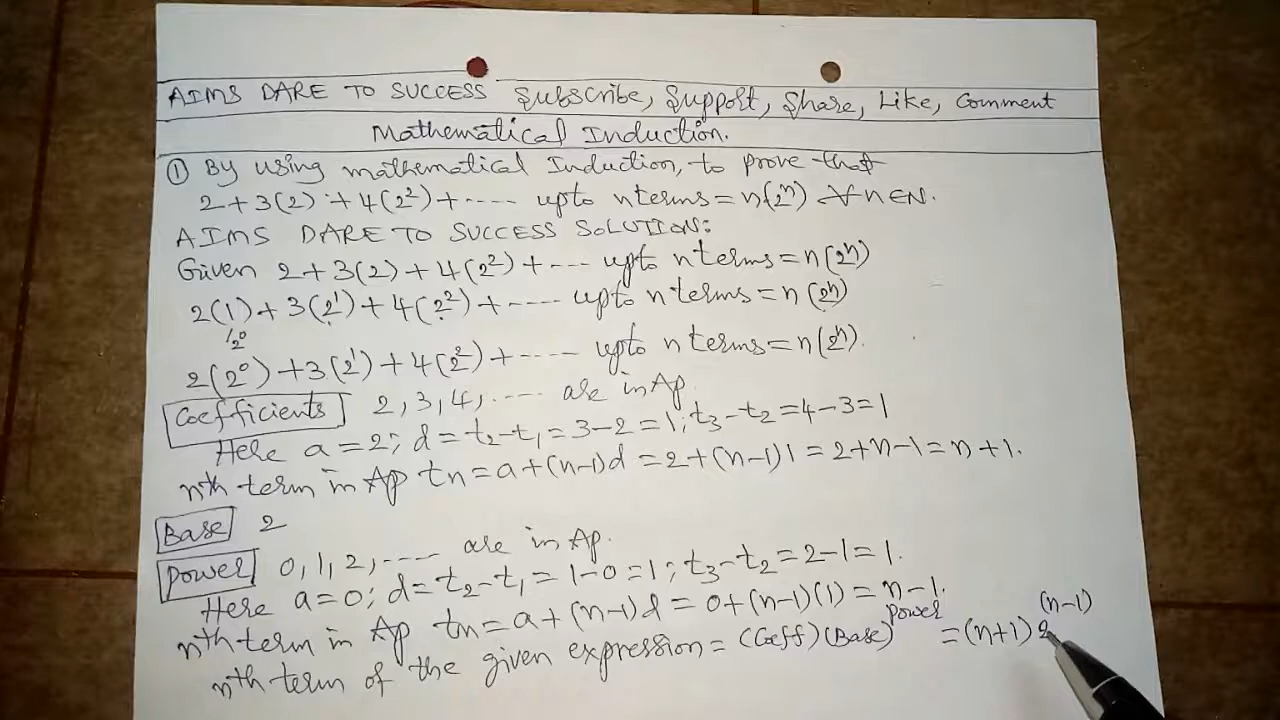 AIMS DARE TO SUCCESS Subscribe, Support, Share, Like, Comment
Mathematical Induction.
① By using mathematical Induction, to prove that
2+3(2)+4(2²)+---- upto n terms=n(2ⁿ) ∀ n∈N.
AIMS DARE TO SUCCESS SOLUTION:
Given 2+3(2)+4(2²)+--- upto n terms=n(2ⁿ)
2(1)+3(2¹)+4(2²)+----- upto n terms=n(2ⁿ)
1/2⁰
2(2⁰)+3(2¹)+4(2²)+---- upto n terms=n(2ⁿ).
Coefficients 2,3,4,---- are in Ap.
Here a=2; d=t₂-t₁=3-2=1; t₃-t₂=4-3=1
nth term in Ap tn=a+(n-1)d=2+(n-1)1=2+n-1=n+1.
Base 2
Power 0,1,2,---- are in Ap.
Here a=0; d=t₂-t₁=1-0=1; t₃-t₂=2-1=1.
nth term in Ap tn=a+(n-1)d=0+(n-1)(1)=n-1.
nth term of the given expression=(Coeff)(Base)^Power =(n+1)2^(n-1)